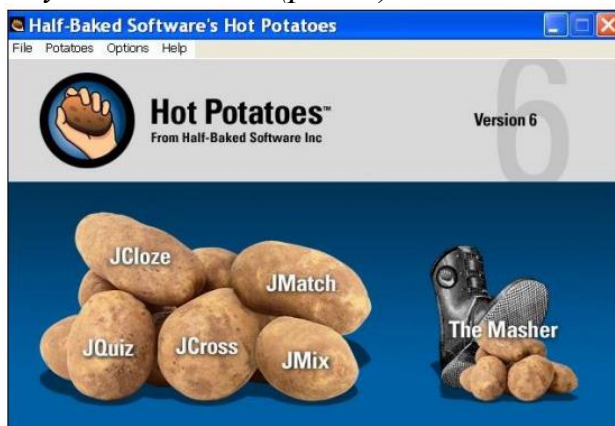 Half-Baked Software's Hot Potatoes
File Potatoes Options Help
Hot Potatoes™
From Half-Baked Software Inc
Version 6
6
JCloze
JMatch
JQuiz
JCross
JMix
The Masher